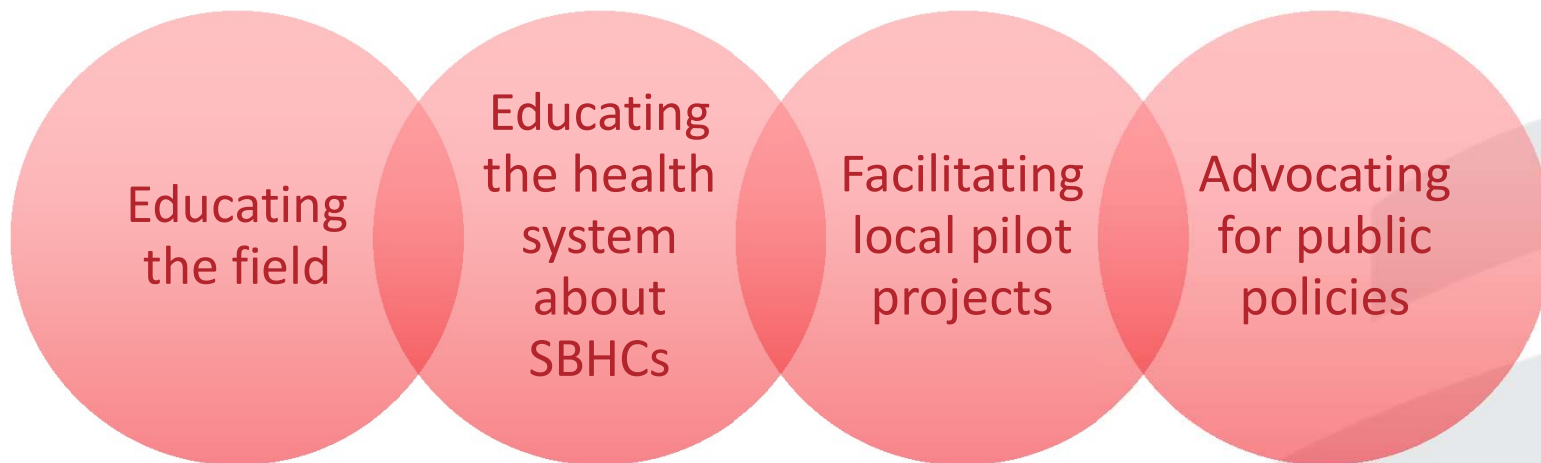 Educating
the field
Educating
the health
system
about
SBHCs
Facilitating
local pilot
projects
Advocating
for public
policies